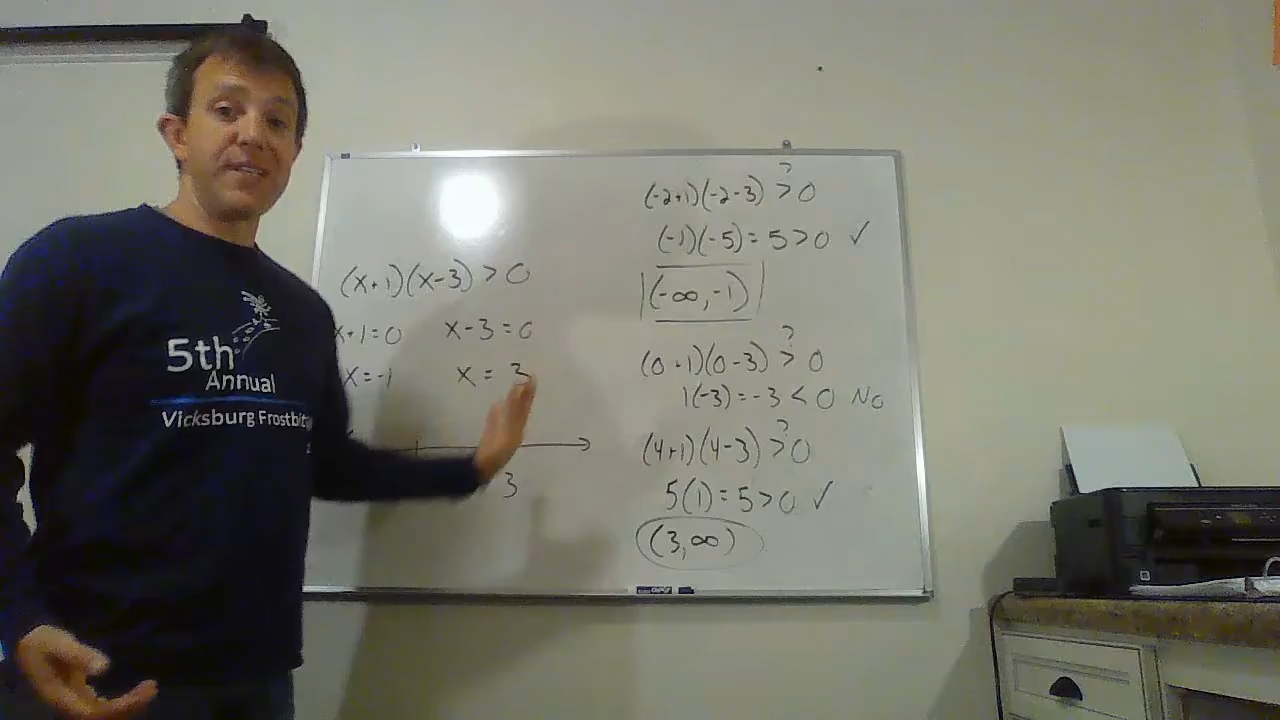 5th
Annual
Vicksburg
(x+1)(x-3) > 0
x+1=0 x-3=0
x=-1 x = 3
3
(-2+1)(-2-3) ?> 0
(-1)(-5) = 5 > 0 ✓
(-∞, -1)
(0+1)(0-3) ?> 0
1(-3) = -3 < 0 No
(4+1)(4-3) ?> 0
5(1) = 5 > 0 ✓
(3, ∞)